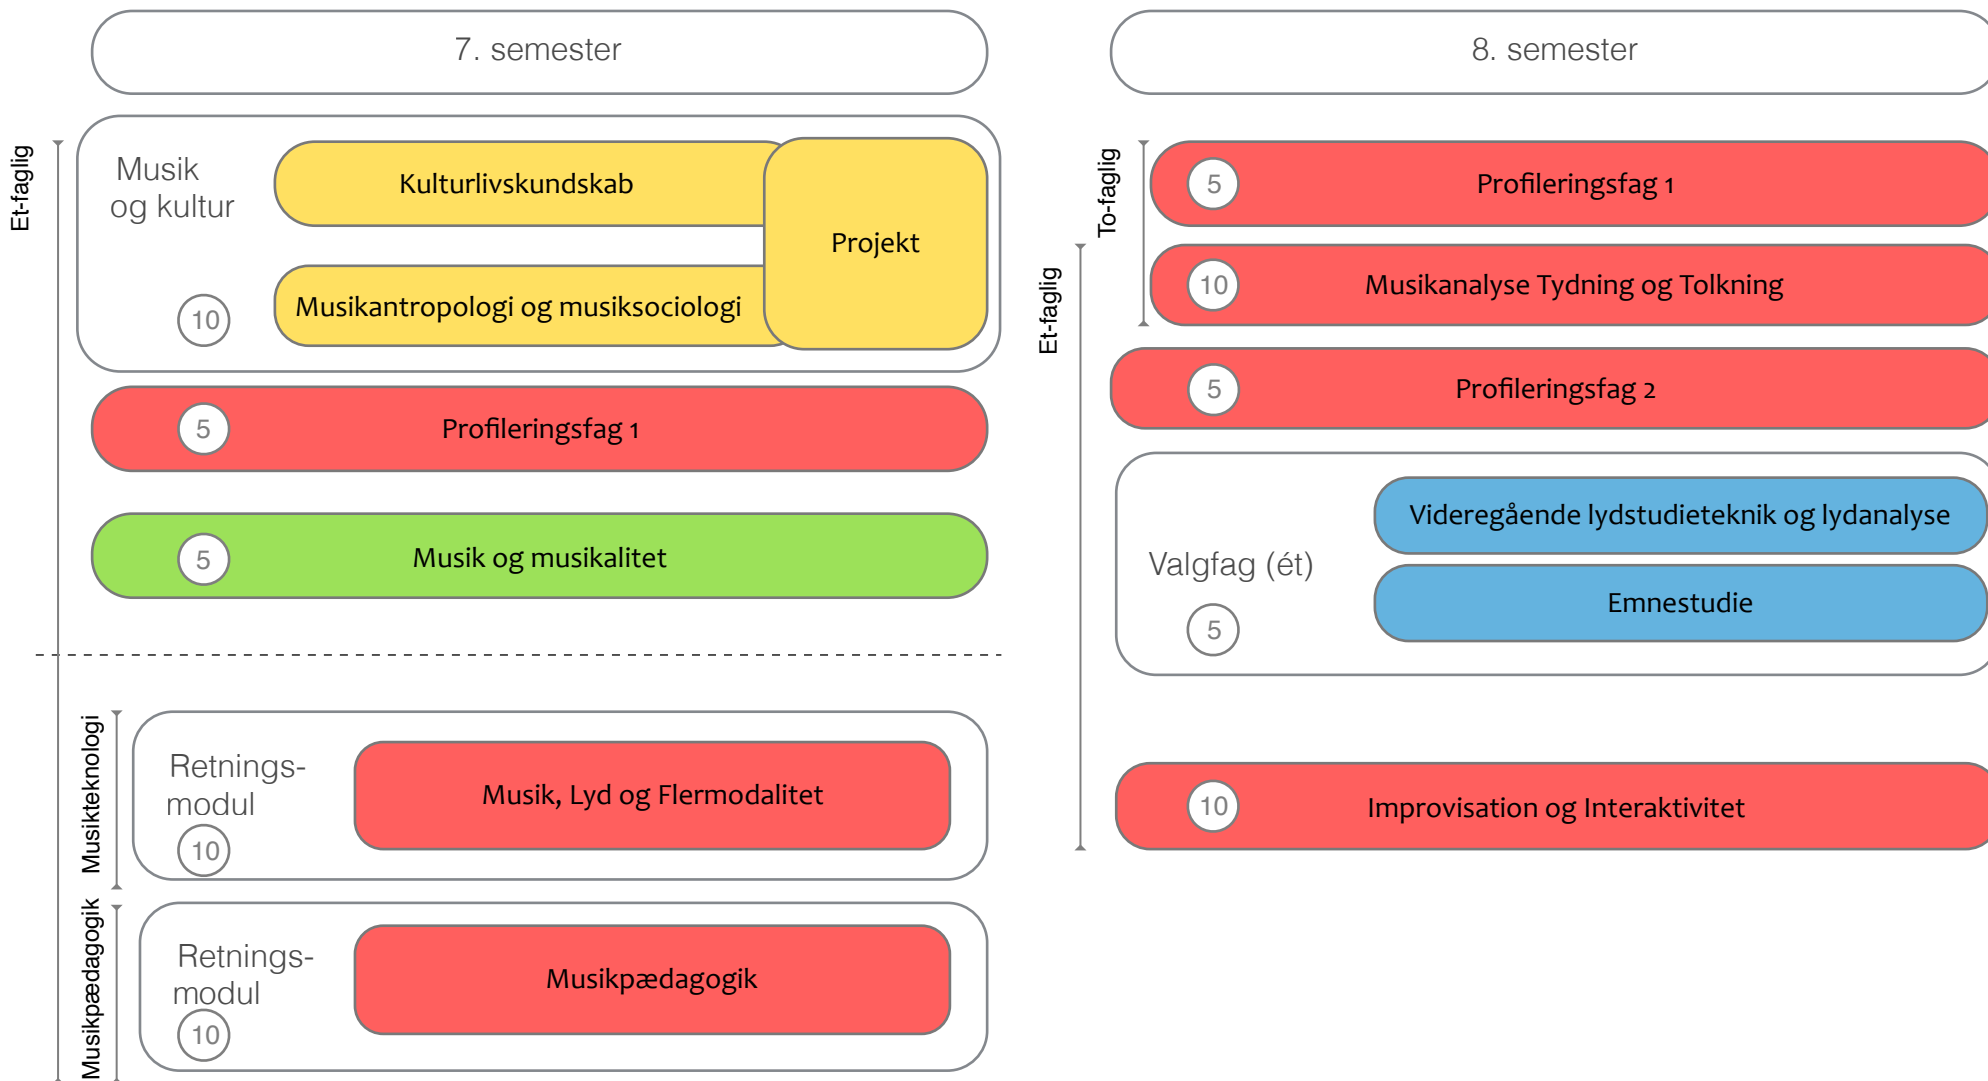 7. semester
Et-faglig
Musik
og kultur
10
Kulturlivskundskab
Musikantropologi og musiksociologi
Projekt
5
Profileringsfag 1
5
Musik og musikalitet
Musikteknologi
Retnings-
modul
10
Musik, Lyd og Flermodalitet
Musikpædagogik
Retnings-
modul
10
Musikpædagogik
8. semester
To-faglig
5
Profileringsfag 1
Et-faglig
10
Musikanalyse Tydning og Tolkning
5
Profileringsfag 2
Valgfag (ét)
5
Videregående lydstudieteknik og lydanalyse
Emnestudie
10
Improvisation og Interaktivitet